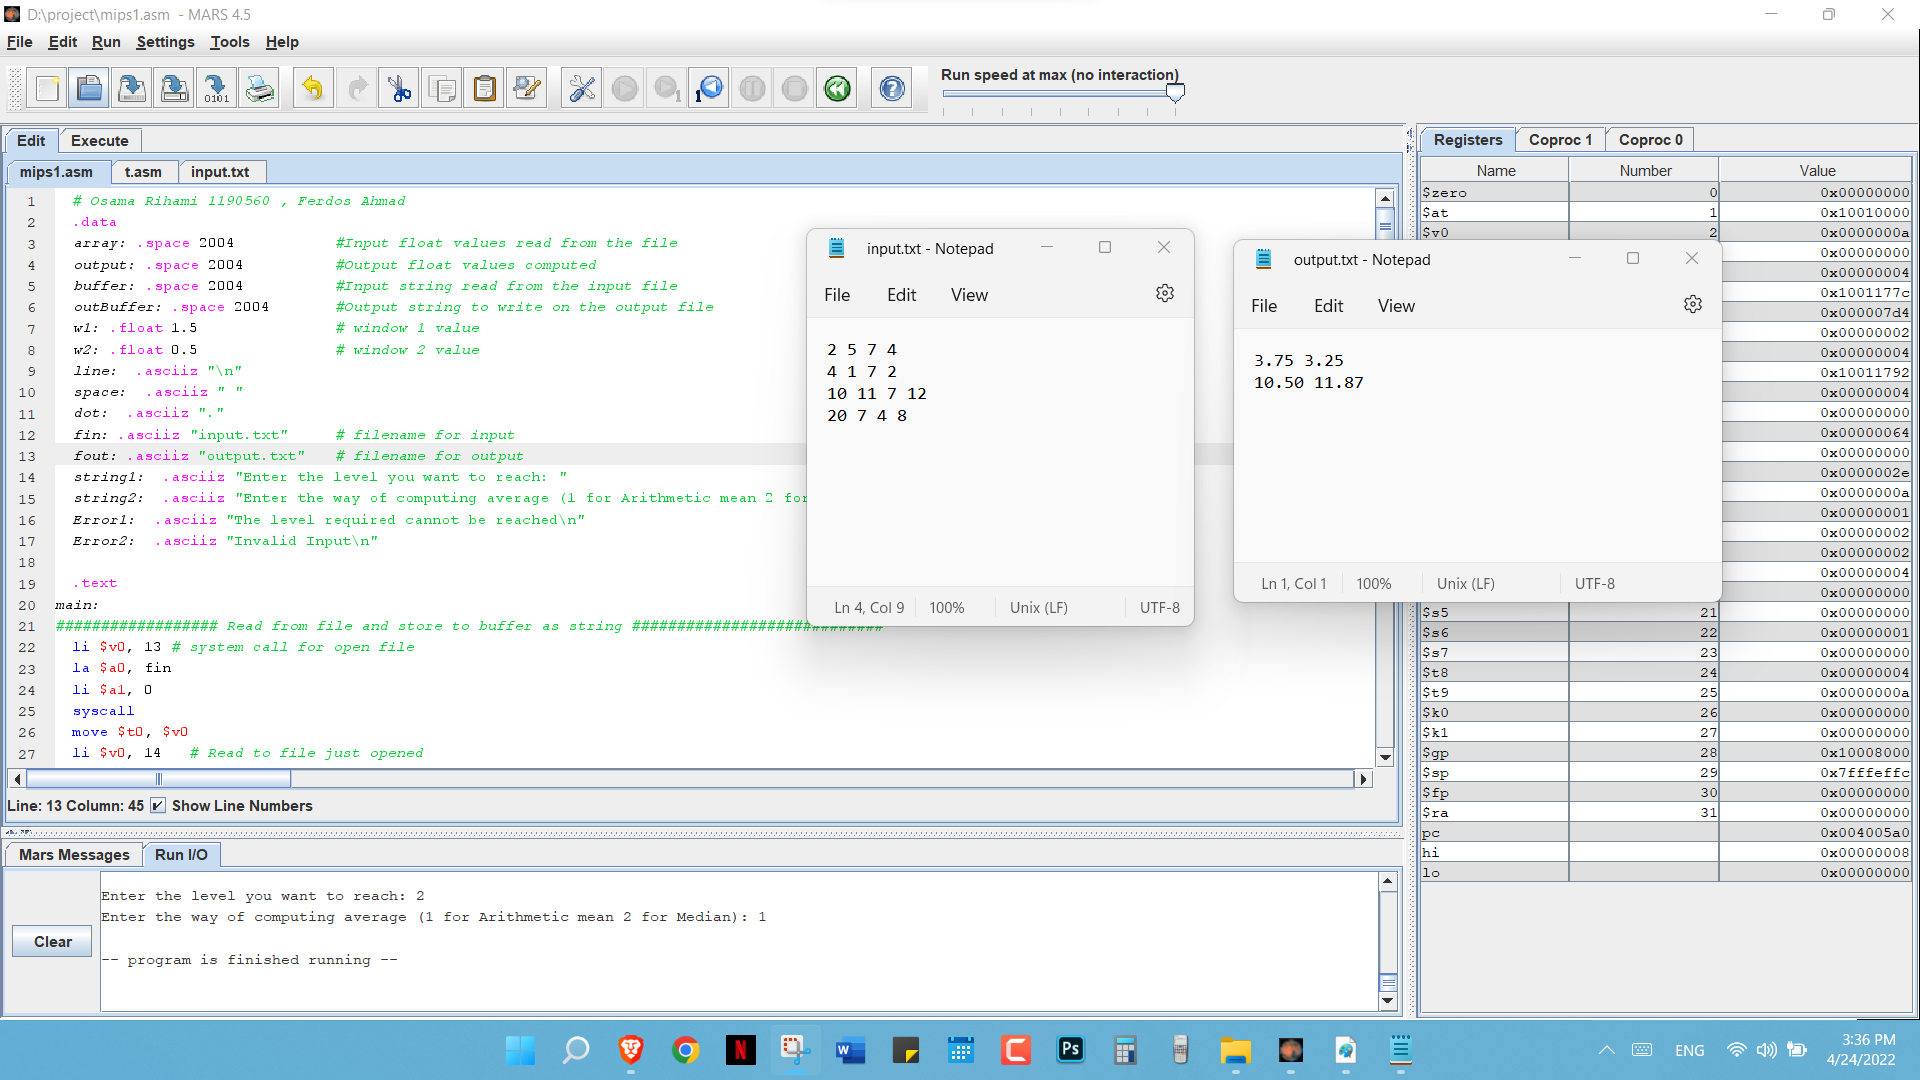 D:\project\mips1.asm - MARS 4.5
File Edit Run Settings Tools Help
Run speed at max (no interaction)
Edit Execute
mips1.asm t.asm input.txt
1 # Osama Rihami 1190560 , Ferdos Ahmad
2 .data
3 array: .space 2004 #Input float values read from the file
4 output: .space 2004 #Output float values computed
5 buffer: .space 2004 #Input string read from the input file
6 outBuffer: .space 2004 #Output string to write on the output file
7 w1: .float 1.5 # window 1 value
8 w2: .float 0.5 # window 2 value
9 line: .asciiz "\n"
10 space: .asciiz " "
11 dot: .asciiz "."
12 fin: .asciiz "input.txt" # filename for input
13 fout: .asciiz "output.txt" # filename for output
14 string1: .asciiz "Enter the level you want to reach: "
15 string2: .asciiz "Enter the way of computing average (1 for Arithmetic mean 2 for
16 Error1: .asciiz "The level required cannot be reached\n"
17 Error2: .asciiz "Invalid Input\n"
18
19 .text
20 main:
21 ################## Read from file and store to buffer as string ############################
22 li $v0, 13 # system call for open file
23 la $a0, fin
24 li $a1, 0
25 syscall
26 move $t0, $v0
27 li $v0, 14 # Read to file just opened
Line: 13 Column: 45 Show Line Numbers
Mars Messages Run I/O
Clear
Enter the level you want to reach: 2
Enter the way of computing average (1 for Arithmetic mean 2 for Median): 1
-- program is finished running --
input.txt - Notepad
File Edit View
2 5 7 4
4 1 7 2
10 11 7 12
20 7 4 8
Ln 4, Col 9 100% Unix (LF) UTF-8
output.txt - Notepad
File Edit View
3.75 3.25
10.50 11.87
Ln 1, Col 1 100% Unix (LF) UTF-8
Registers Coproc 1 Coproc 0
Name Number Value
$zero 0 0x00000000
$at 1 0x10010000
$v0 2 0x0000000a
0x00000000
0x00000004
0x1001177c
0x000007d4
0x00000002
0x00000004
0x10011792
0x00000004
0x00000000
0x00000064
0x00000000
0x0000002e
0x0000000a
0x00000001
0x00000002
0x00000002
0x00000004
0x00000000
$s5 21 0x00000000
$s6 22 0x00000001
$s7 23 0x00000000
$t8 24 0x00000004
$t9 25 0x0000000a
$k0 26 0x00000000
$k1 27 0x00000000
$gp 28 0x10008000
$sp 29 0x7fffeffc
$fp 30 0x00000000
$ra 31 0x00000000
pc 0x004005a0
hi 0x00000008
lo 0x00000000
ENG
3:36 PM
4/24/2022